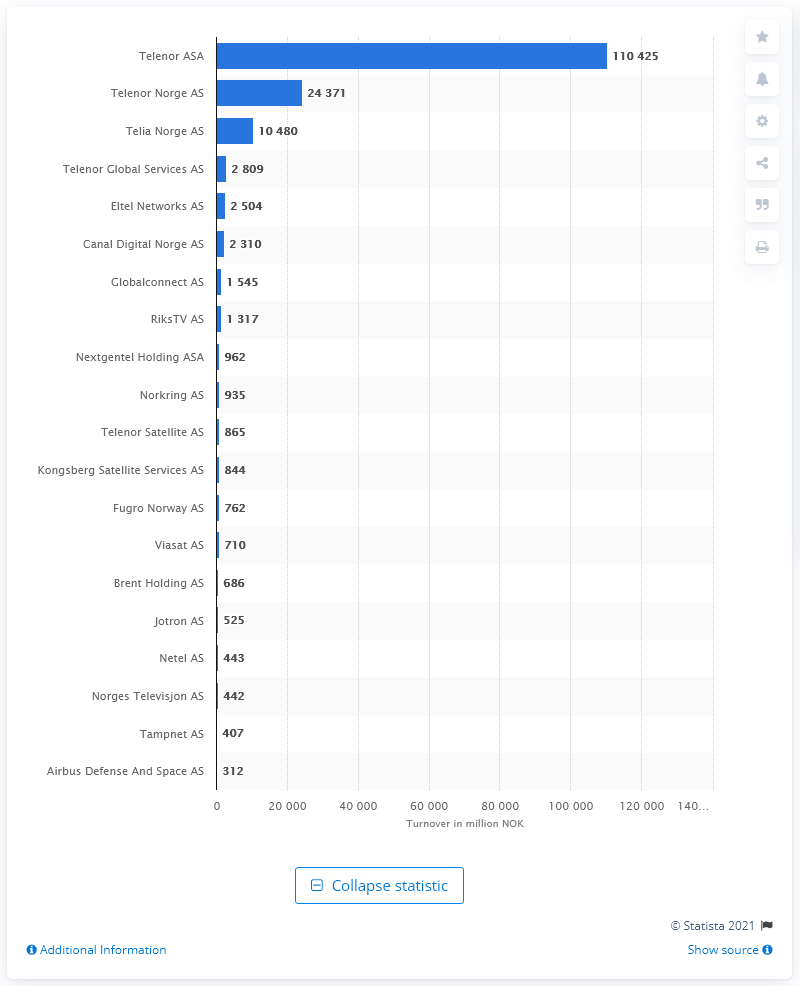 Telenor ASA 110 425
Telenor Norge AS 24 371
Telia Norge AS 10 480
Telenor Global Services AS 2 809
Eltel Networks AS 2 504
Canal Digital Norge AS 2 310
Globalconnect AS 1 545
RiksTV AS 1 317
Nextgentel Holding ASA 962
Norkring AS 935
Telenor Satellite AS 865
Kongsberg Satellite Services AS 844
Fugro Norway AS 762
Viasat AS 710
Brent Holding AS 686
Jotron AS 525
Netel AS 443
Norges Televisjon AS 442
Tampnet AS 407
Airbus Defense And Space AS 312
0 20 000 40 000 60 000 80 000 100 000 120 000 140…
Turnover in million NOK
Collapse statistic
© Statista 2021
Additional Information Show source